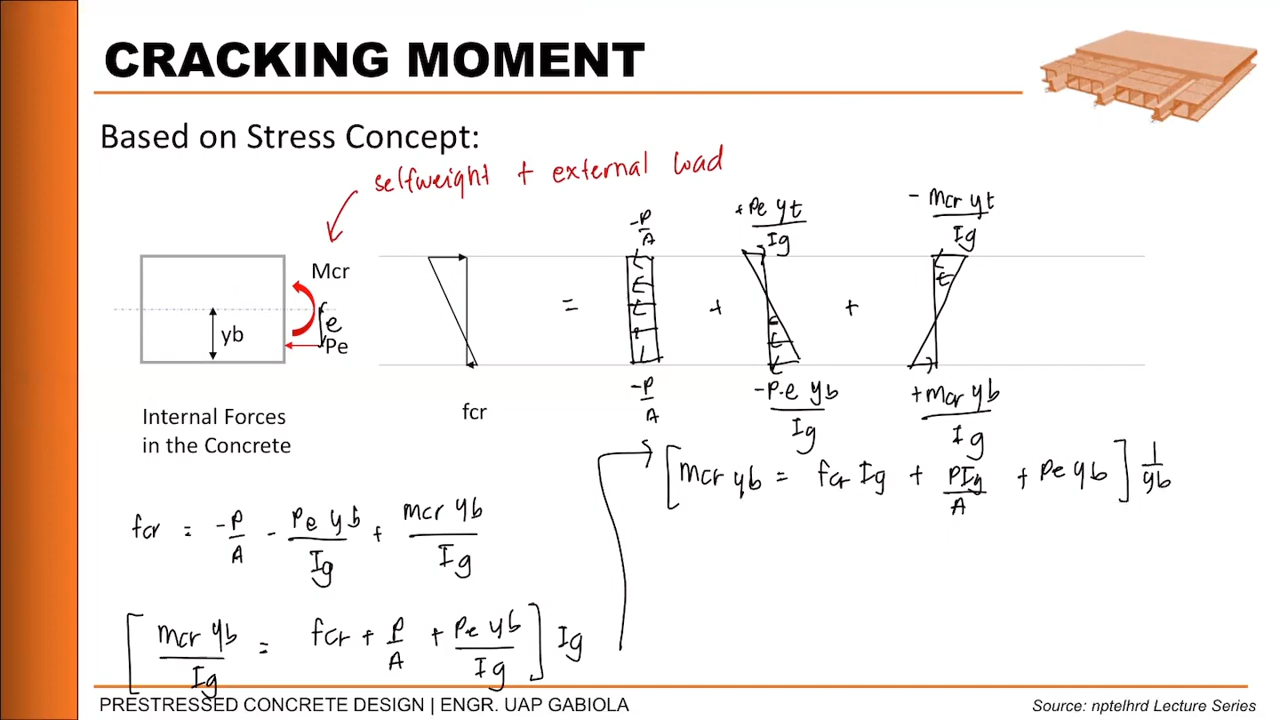 CRACKING MOMENT
Based on Stress Concept:
selfweight + external load
Mcr
e
Pe
yb
Internal Forces
in the Concrete
fcr
=
-P/A
-P/A
+
+Pe yt/Ig
-P.e yb/Ig
+
-Mcr yt/Ig
+Mcr yb/Ig
fcr = -P/A - Pe yb/Ig + Mcr yb/Ig
[Mcr yb/Ig = fcr + P/A + Pe yb/Ig] Ig
[Mcr yb = fcr Ig + PIg/A + Pe yb] 1/yb
PRESTRESSED CONCRETE DESIGN | ENGR. UAP GABIOLA
Source: nptelhrd Lecture Series